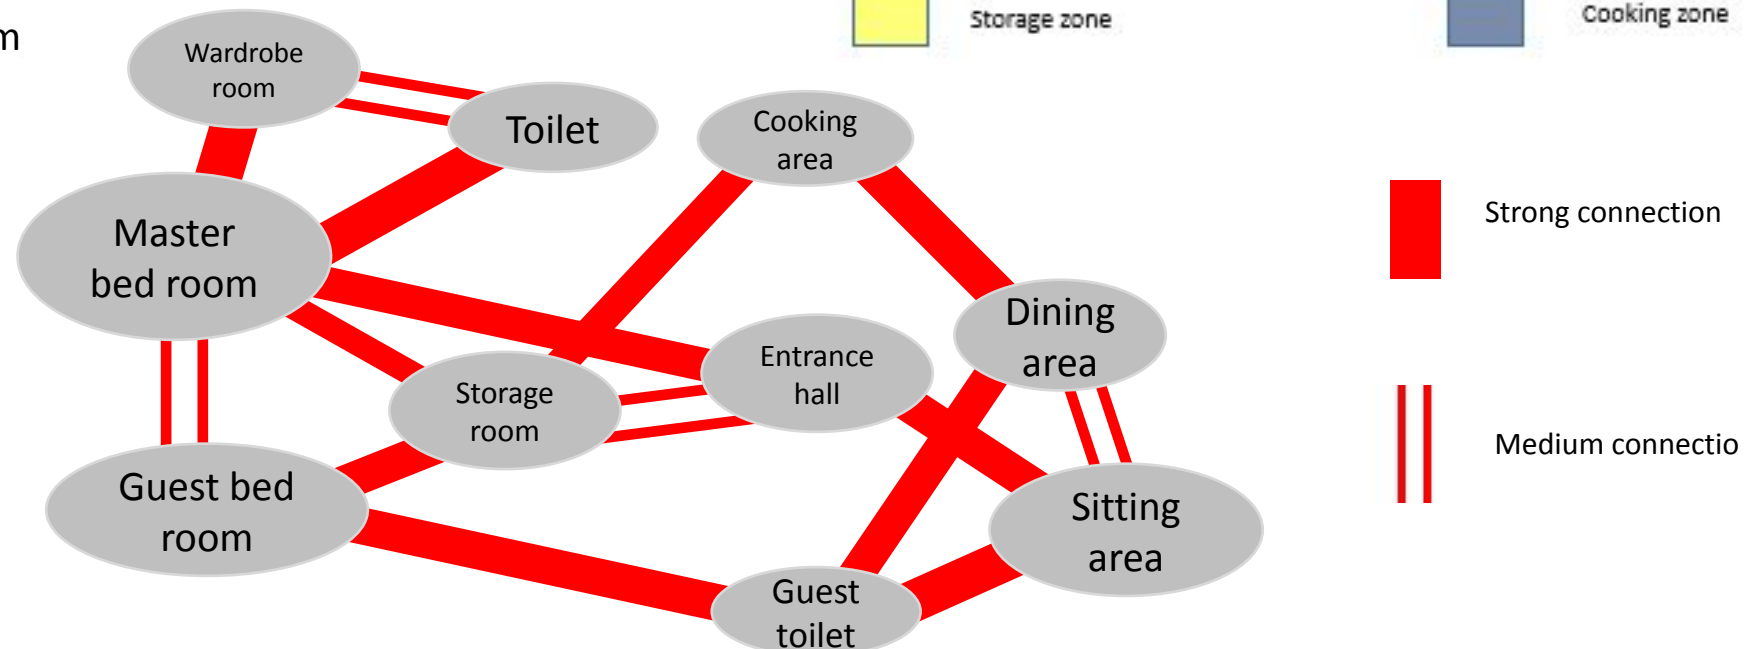 m
Storage zone
Cooking zone
Wardrobe
room
Toilet
Cooking
area
Strong connection
Master
bed room
Dining
area
Entrance
hall
Storage
room
Medium connectio
Guest bed
room
Sitting
area
Guest
toilet